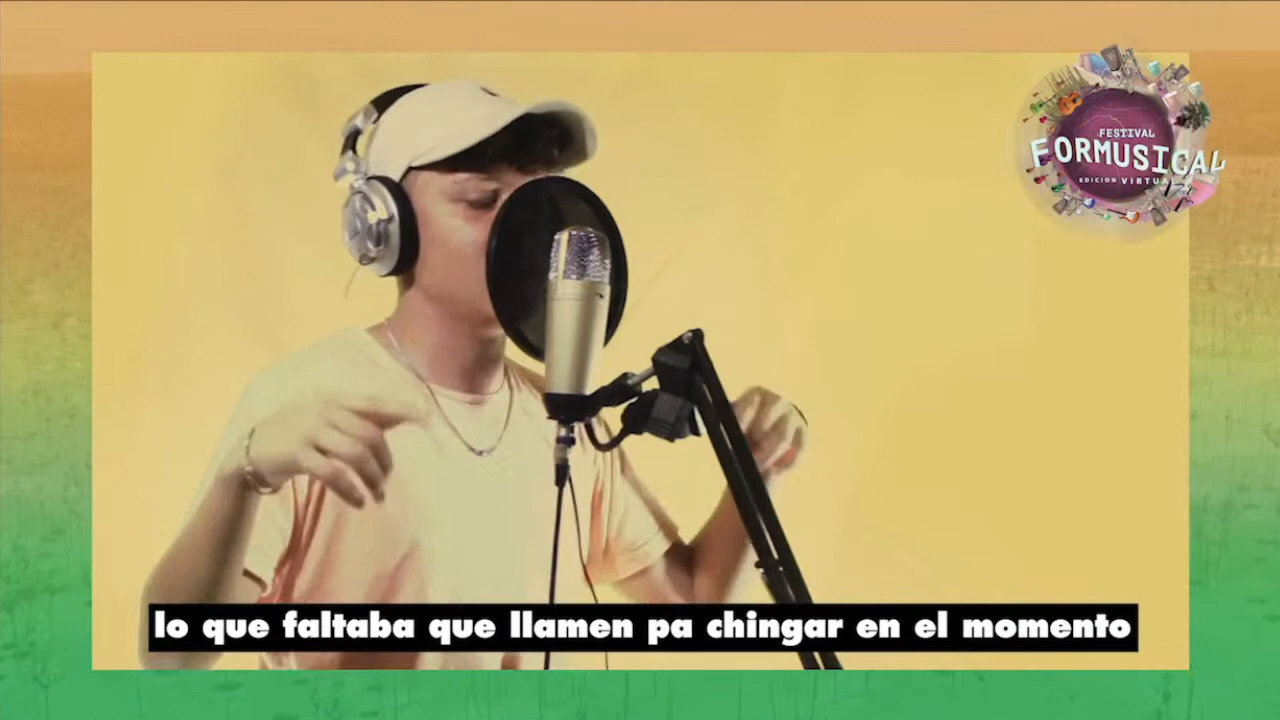 FESTIVAL
FORMUSICAL
EDICION VIRTUAL
lo que faltaba que llamen pa chingar en el momento